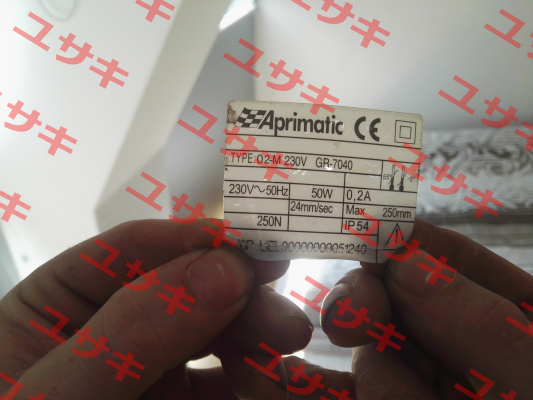 Aprimatic CE
TYPE: 02-M 230V GR-7040
230V~50Hz 50W 0,2A
24mm/sec Max 250mm
250N IP54
ユサキ